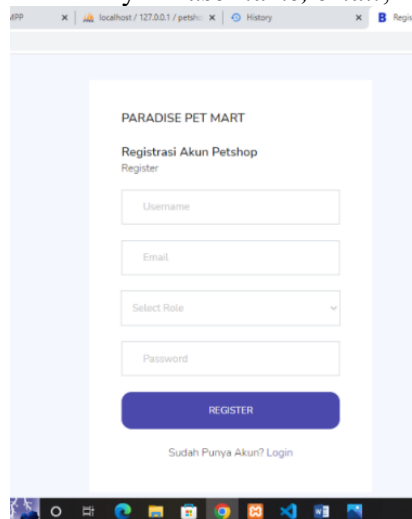 localhost / 127.0.0.1 / petsh
History
Regis
PARADISE PET MART
Registrasi Akun Petshop
Register
Username
Email
Select Role
Password
REGISTER
Sudah Punya Akun? Login